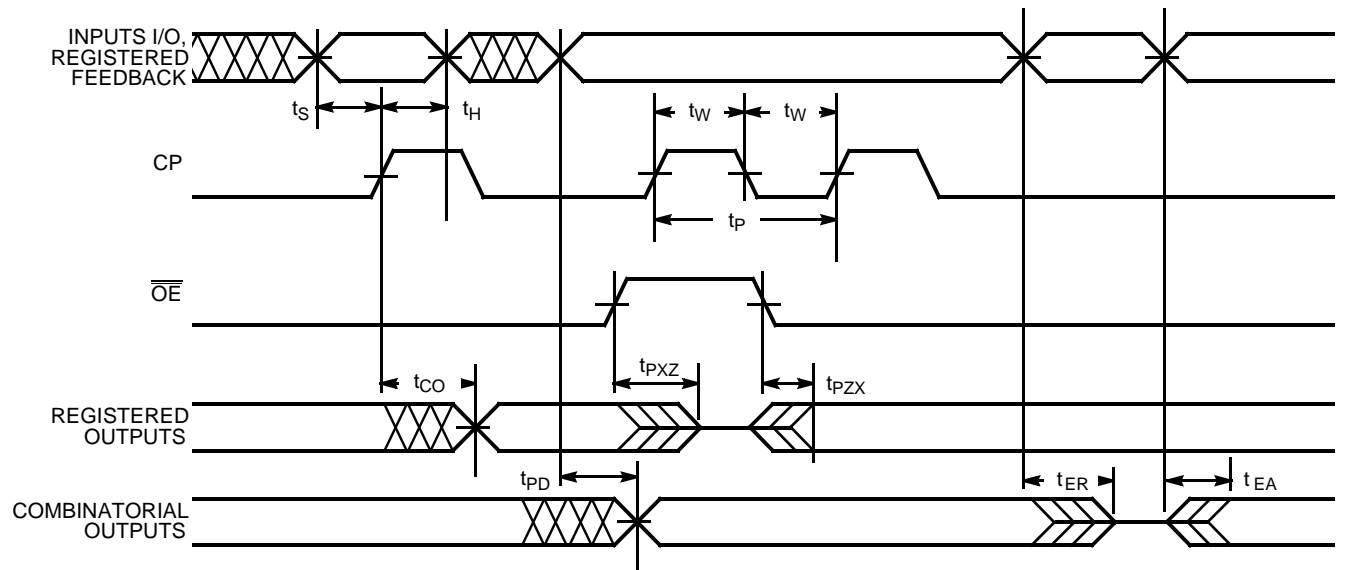 INPUTS I/O,
REGISTERED
FEEDBACK
tS
tH
tW
tW
CP
tP
OE
tCO
tPXZ
tPZX
REGISTERED
OUTPUTS
tPD
tER
tEA
COMBINATORIAL
OUTPUTS